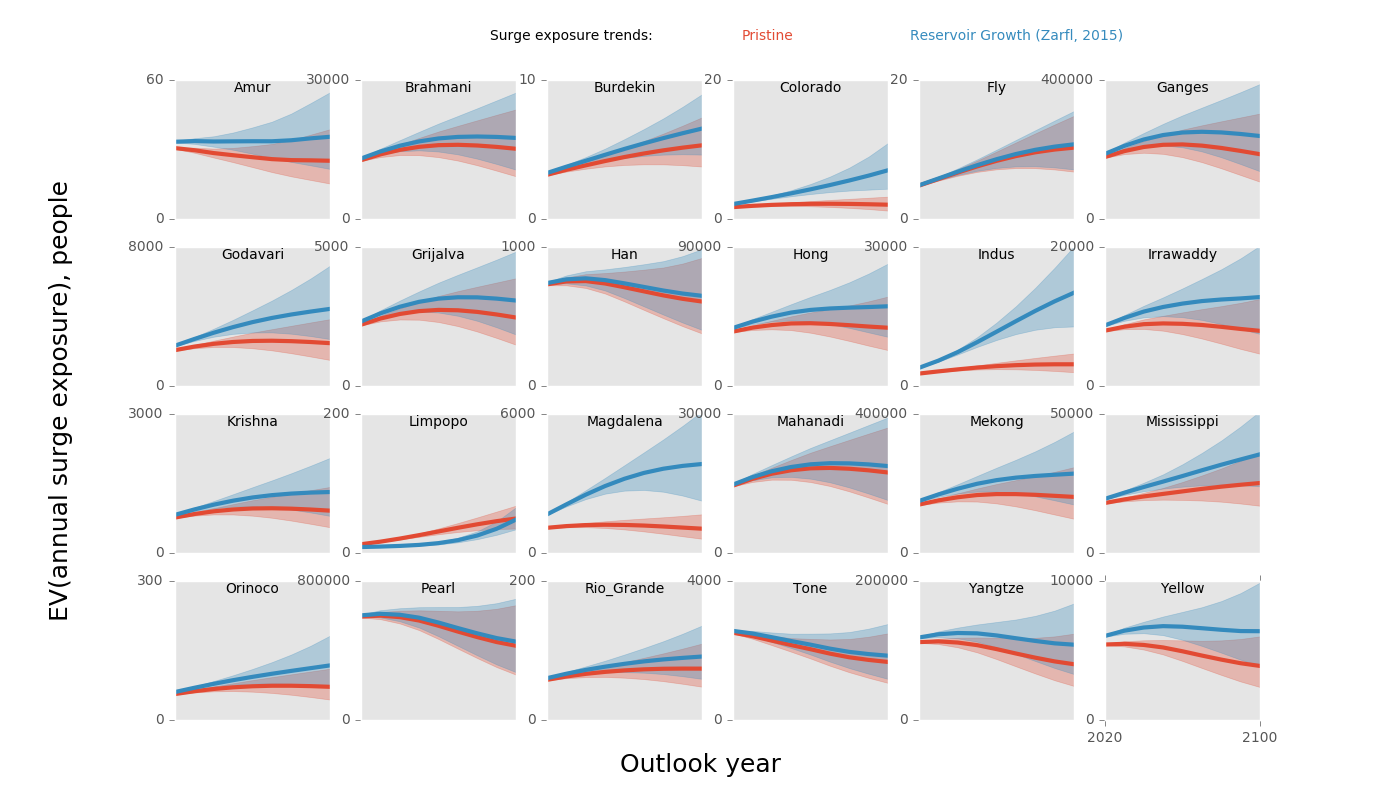 Surge exposure trends: Pristine Reservoir Growth (Zarfl, 2015)
60 30000 10 20 20 400000
Amur Brahmani Burdekin Colorado Fly Ganges
0 0 0 0 0 0
8000 5000 1000 90000 30000 20000
Godavari Grijalva Han Hong Indus Irrawaddy
0 0 0 0 0 0
3000 200 6000 30000 400000 50000
Krishna Limpopo Magdalena Mahanadi Mekong Mississippi
0 0 0 0 0 0
300 800000 200 4000 200000 10000
Orinoco Pearl Rio_Grande Tone Yangtze Yellow
0 0 0 0 0 0
2020 2100
Outlook year
EV(annual surge exposure), people